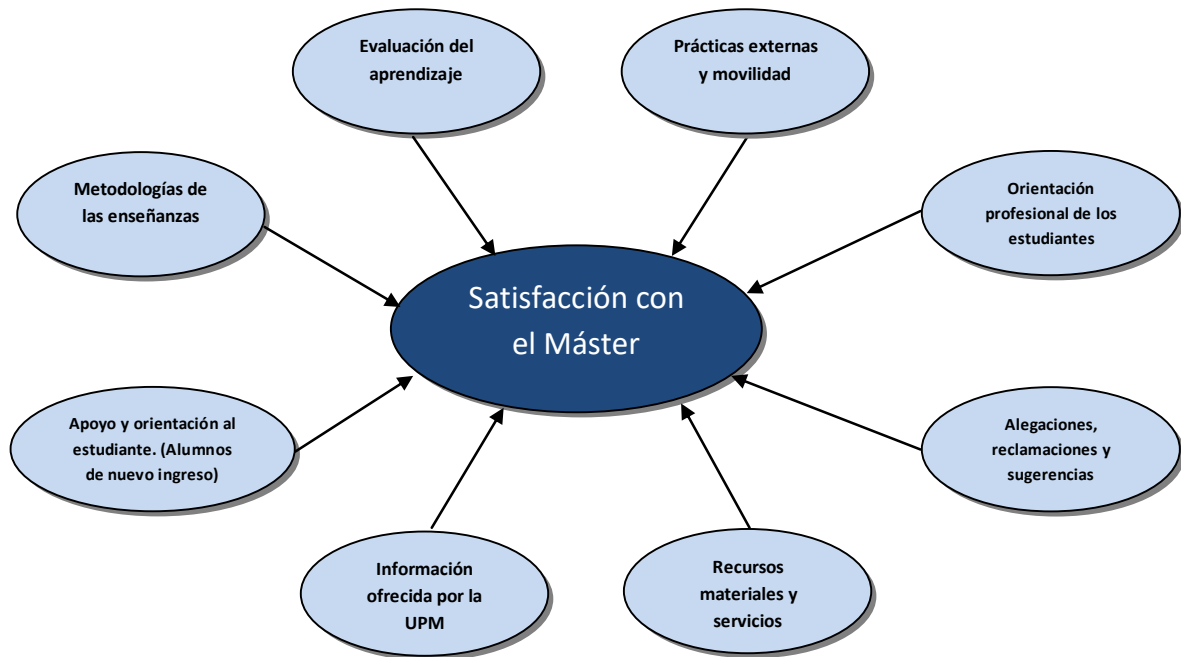 Evaluación del
aprendizaje
Prácticas externas
y movilidad
Metodologías de
las enseñanzas
Orientación
profesional de los
estudiantes
Satisfacción con
el Máster
Apoyo y orientación al
estudiante. (Alumnos
de nuevo ingreso)
Alegaciones,
reclamaciones y
sugerencias
Información
ofrecida por la
UPM
Recursos
materiales y
servicios